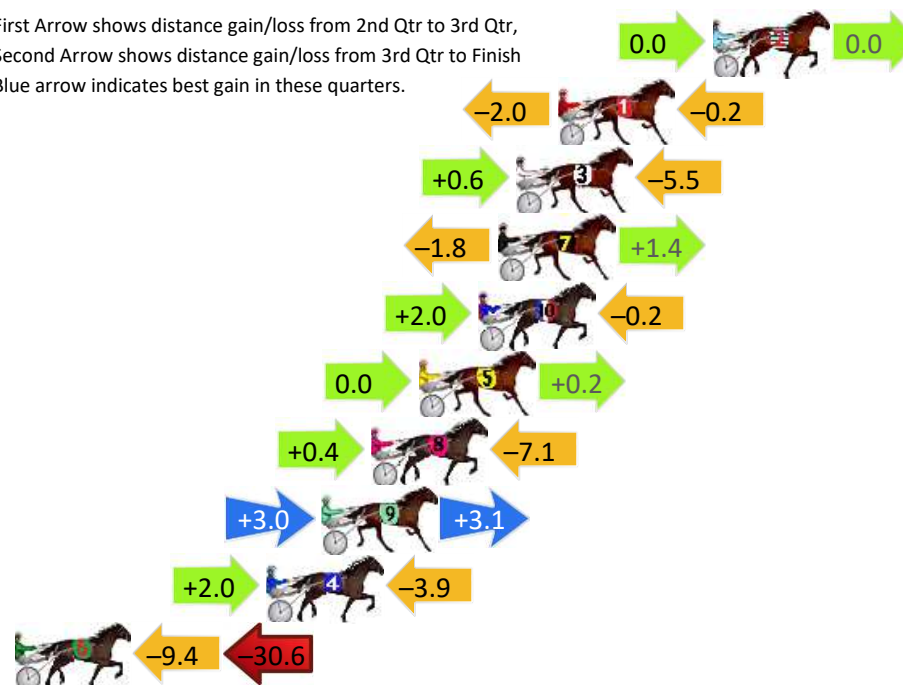 First Arrow shows distance gain/loss from 2nd Qtr to 3rd Qtr,
Second Arrow shows distance gain/loss from 3rd Qtr to Finish
Blue arrow indicates best gain in these quarters.
0.0 2 0.0
–2.0 1 –0.2
+0.6 3 –5.5
–1.8 7 +1.4
+2.0 10 –0.2
0.0 5 +0.2
+0.4 8 –7.1
+3.0 9 +3.1
+2.0 4 –3.9
6 –9.4 –30.6